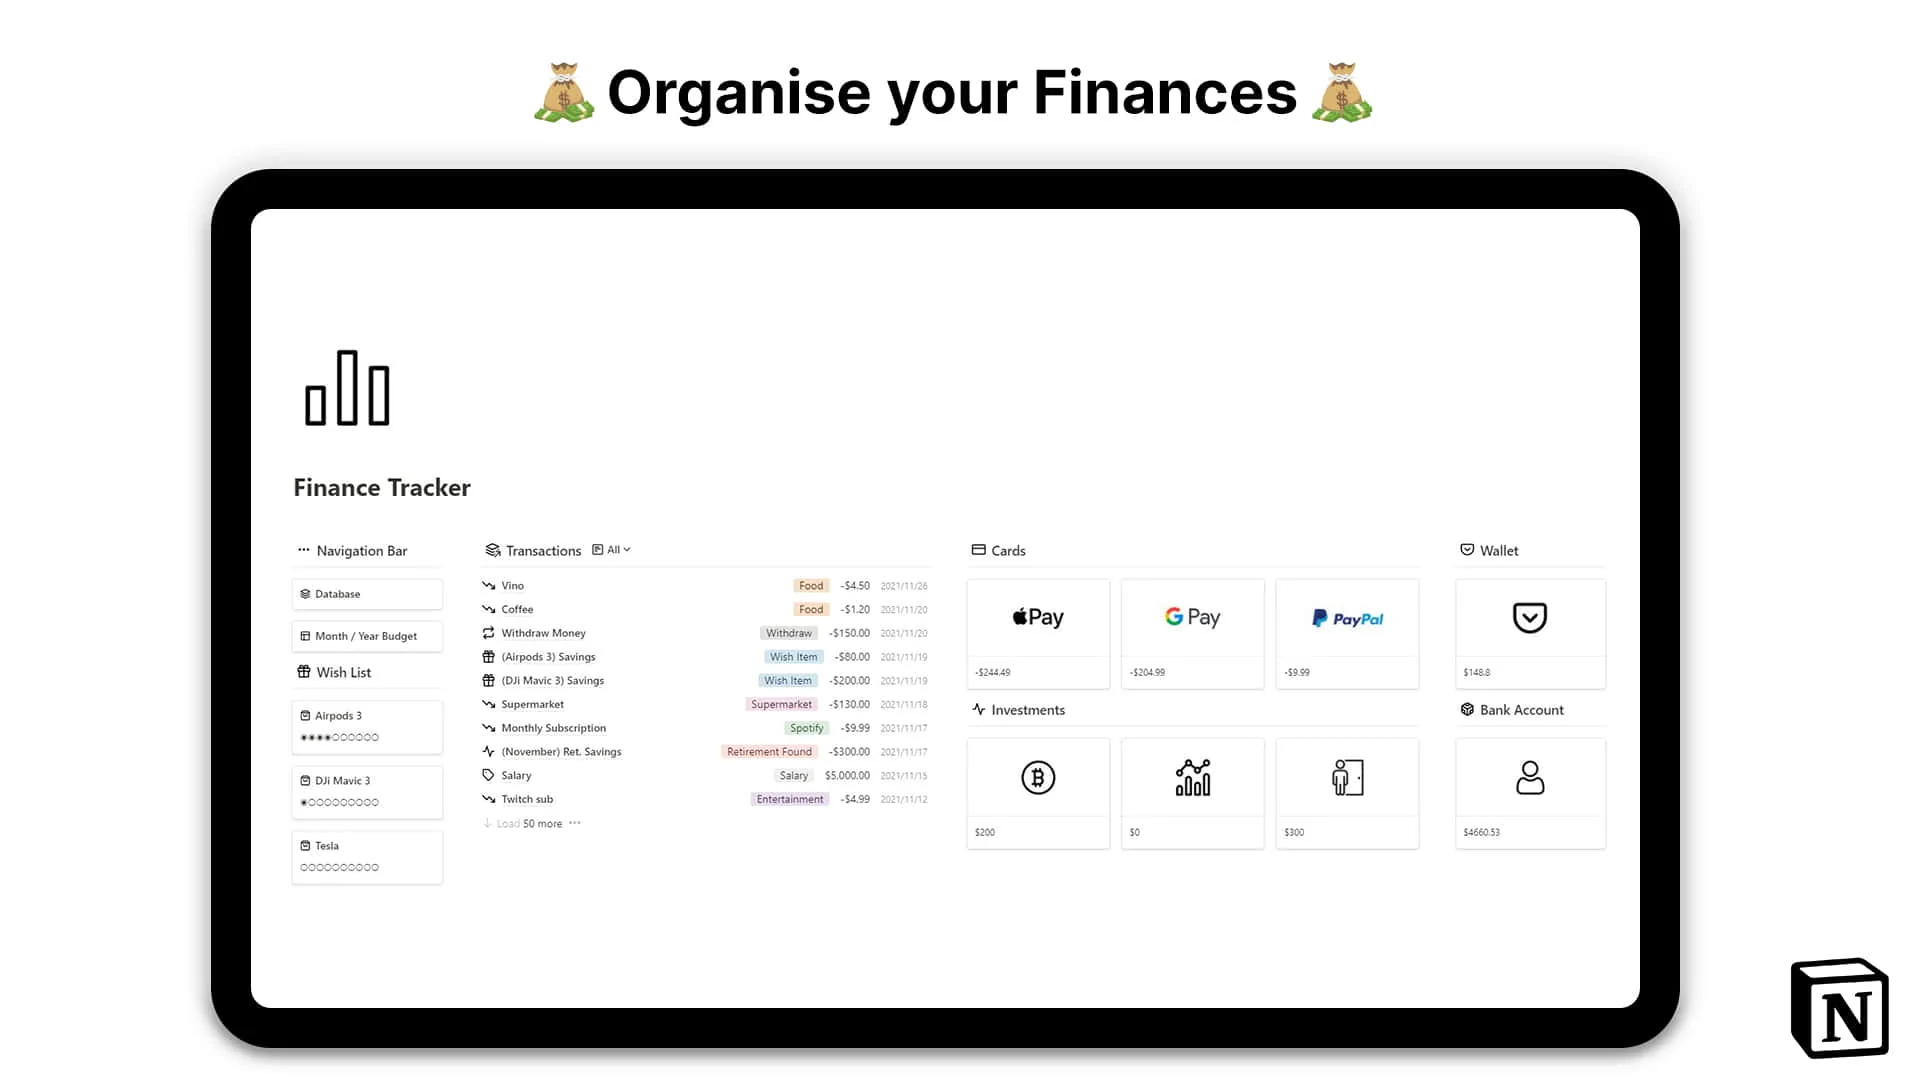 Organise your Finances
Finance Tracker
Navigation Bar
Database
Month / Year Budget
Wish List
Airpods 3
DJi Mavic 3
Tesla
Transactions All
Vino Food -$4.50 2021/11/26
Coffee Food -$1.20 2021/11/20
Withdraw Money Withdraw -$150.00 2021/11/20
(Airpods 3) Savings Wish Item -$80.00 2021/11/19
(DJi Mavic 3) Savings Wish Item -$200.00 2021/11/19
Supermarket Supermarket -$130.00 2021/11/18
Monthly Subscription Spotify -$9.99 2021/11/17
(November) Ret. Savings Retirement Found -$300.00 2021/11/17
Salary Salary $5,000.00 2021/11/15
Twitch sub Entertainment -$4.99 2021/11/12
Load 50 more
Cards
Pay
-$244.49
G Pay
-$204.99
PayPal
-$9.99
Investments
$200
$0
$300
Wallet
$148.8
Bank Account
$4660.53
N